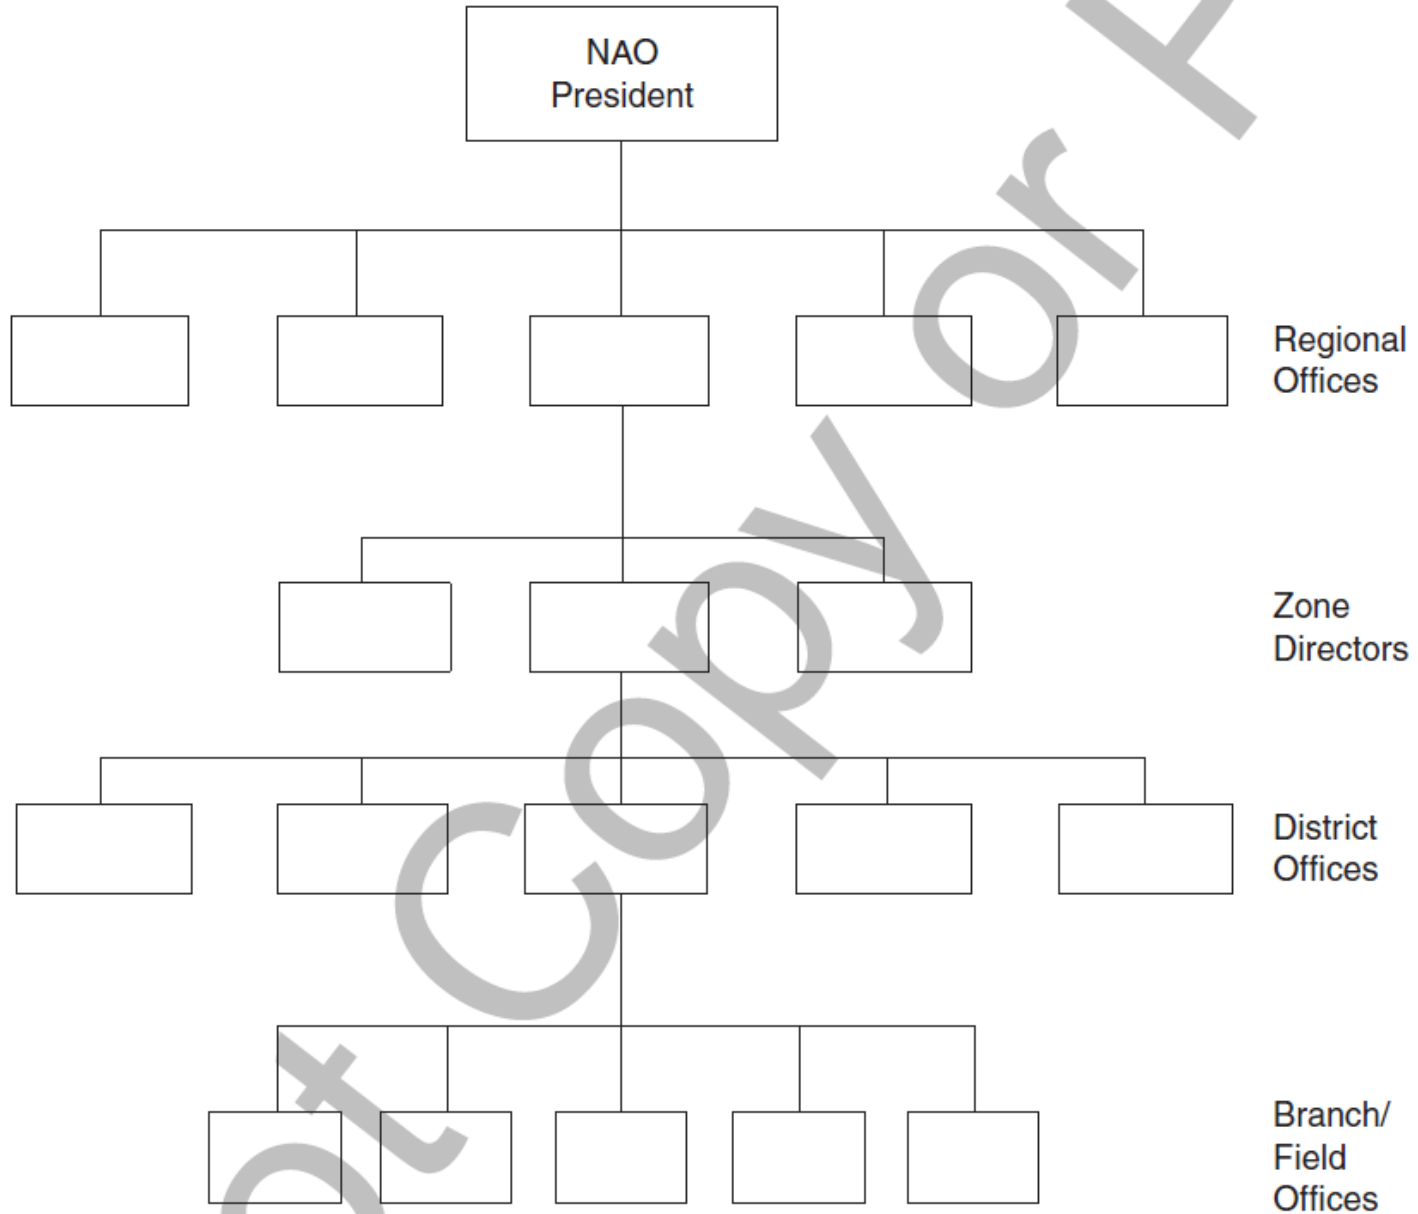 NAO
President
Regional
Offices
Zone
Directors
District
Offices
Branch/
Field
Offices
Copy or